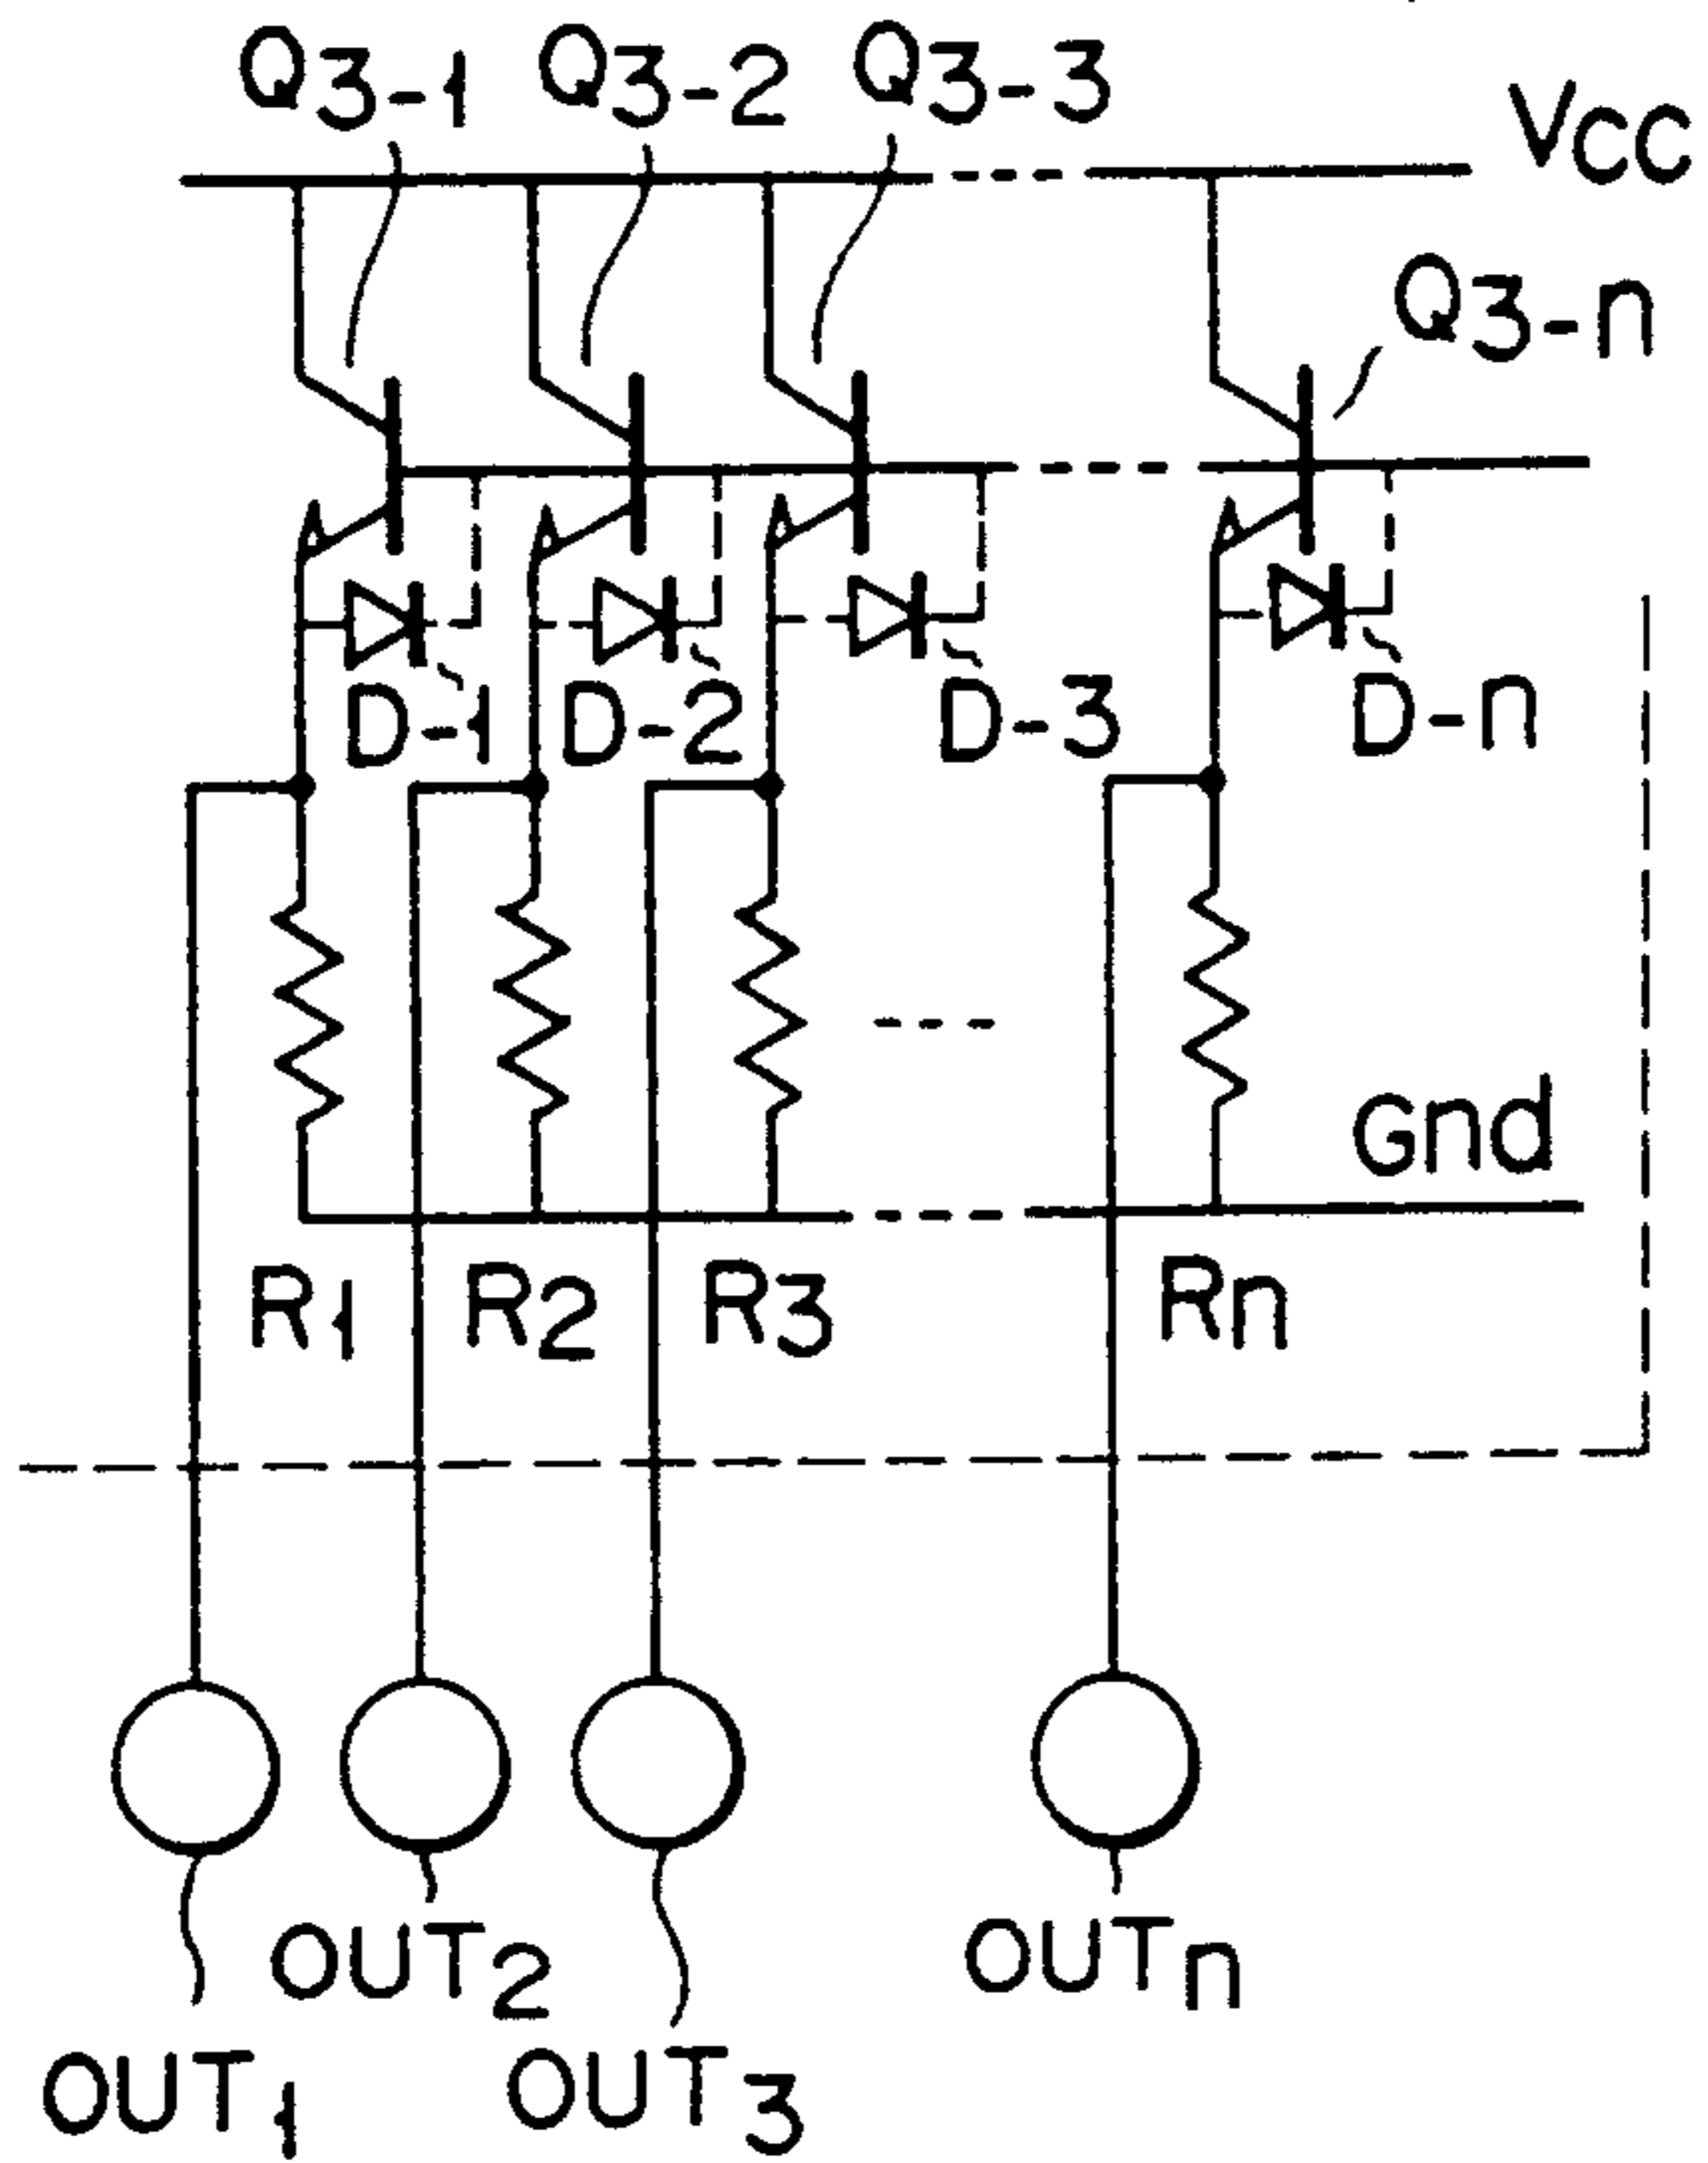 Q3-1 Q3-2 Q3-3
VCC
Q3-n
D-1 D-2 D-3 D-n
Gnd
R1 R2 R3 Rn
OUT2 OUTn
OUT1 OUT3